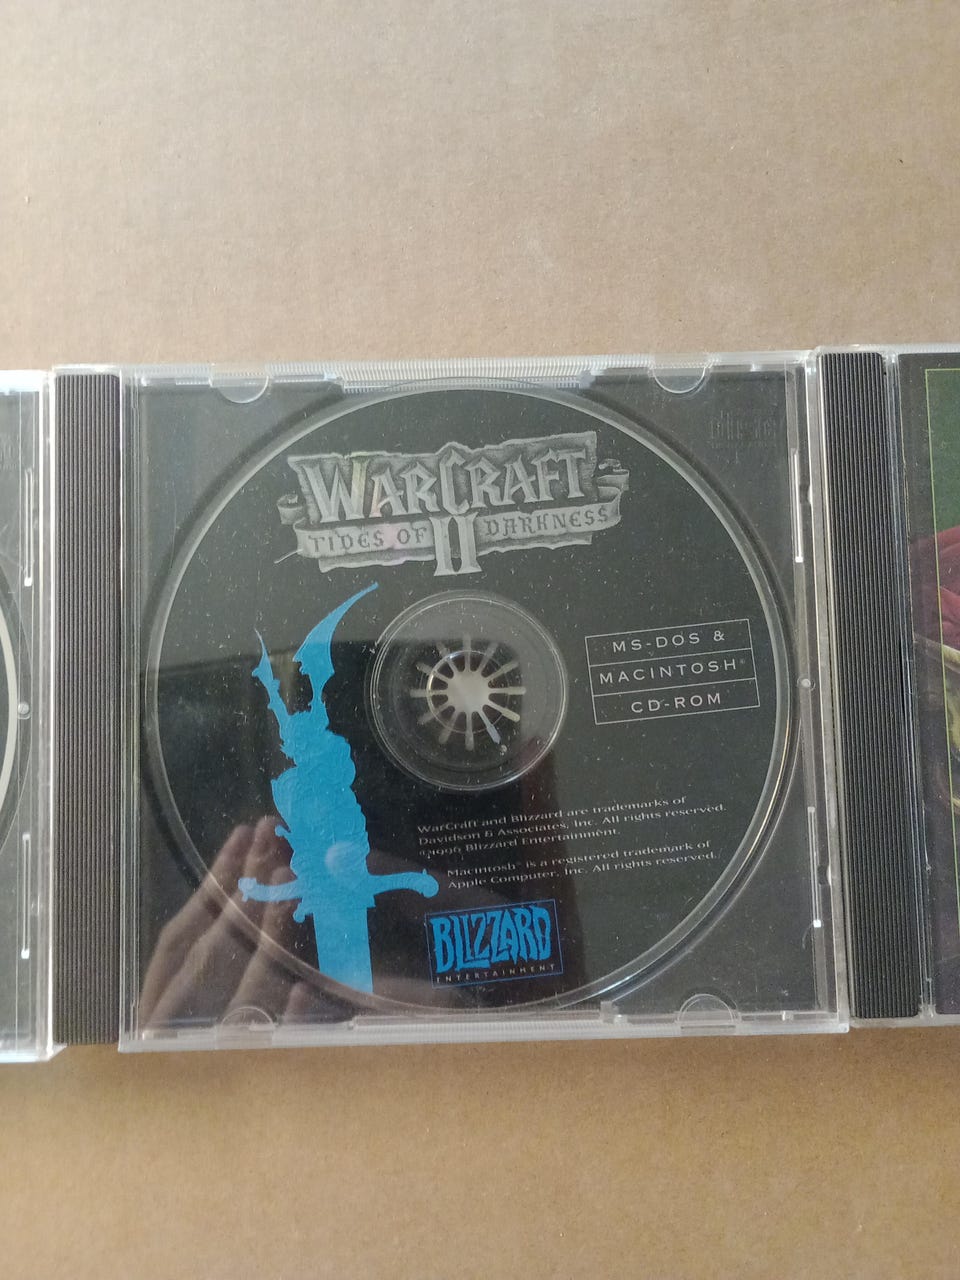 WARCRAFT
TIDES OF II DARKNESS
MS-DOS &
MACINTOSH®
CD-ROM
WarCraft and Blizzard are trademarks of
Davidson & Associates, Inc. All rights reserved.
©1996 Blizzard Entertainment.
Macintosh® is a registered trademark of
Apple Computer, Inc. All rights reserved.
BLIZZARD
ENTERTAINMENT